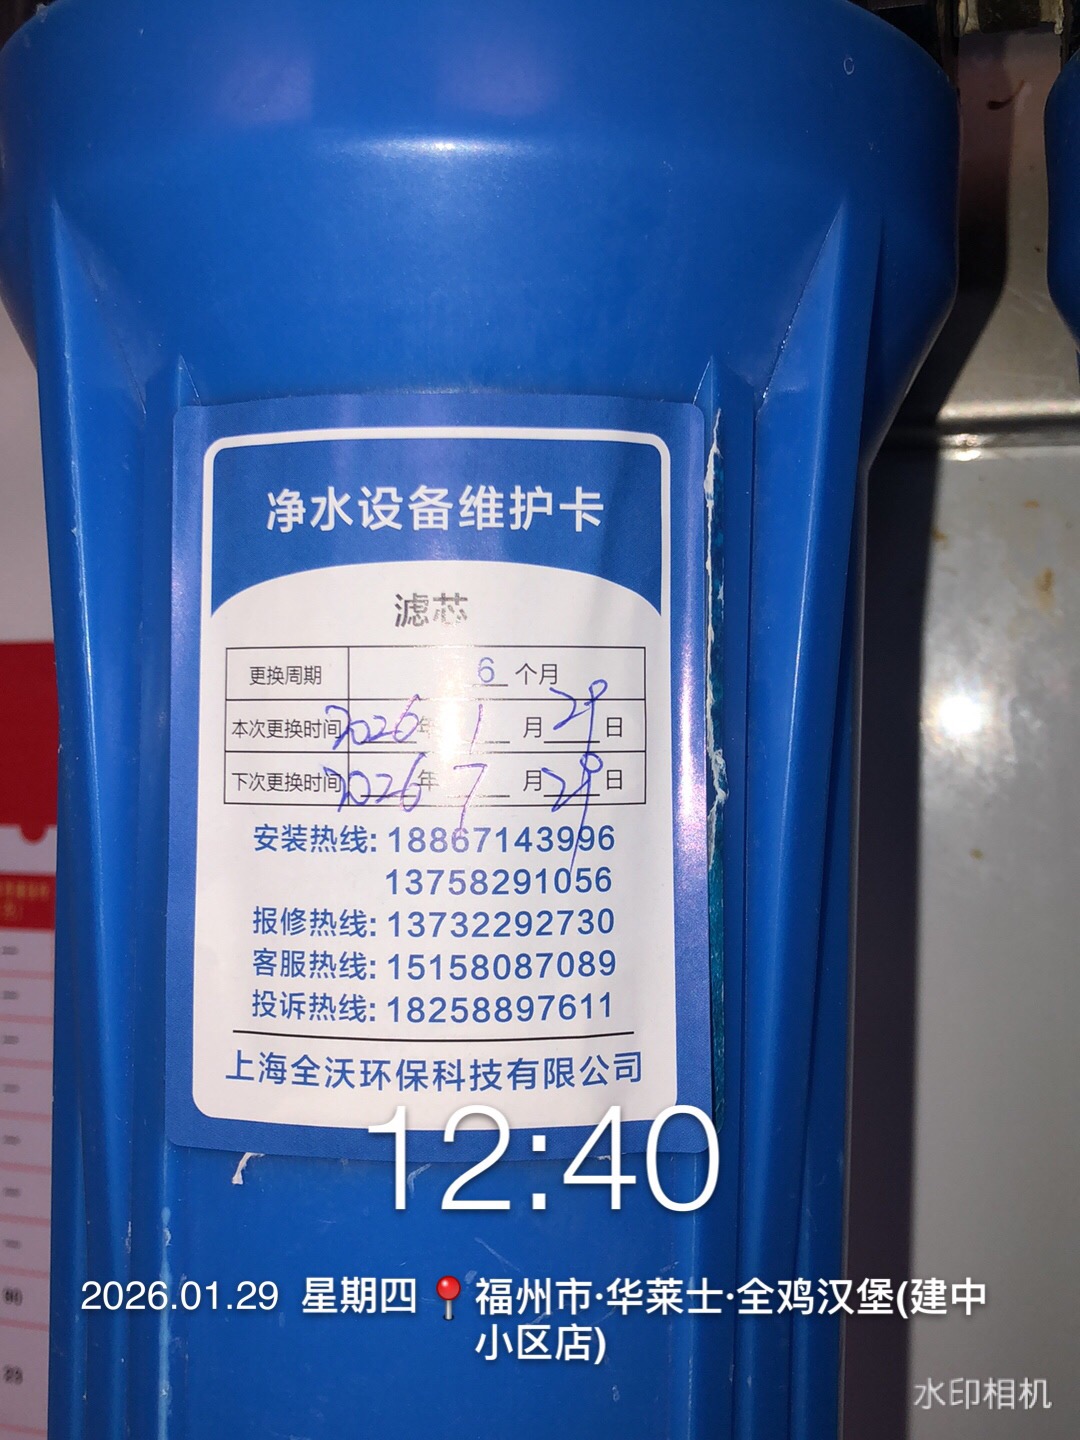 净水设备维护卡
滤芯
更换周期 6 个月
本次更换时间 2026 年 1 月 29 日
下次更换时间 2026 年 7 月 29 日
安装热线: 18867143996
13758291056
报修热线: 13732292730
客服热线: 15158087089
投诉热线: 18258897611
上海全沃环保科技有限公司
12:40
2026.01.29 星期四 📍福州市·华莱士·全鸡汉堡(建中
小区店)
水印相机